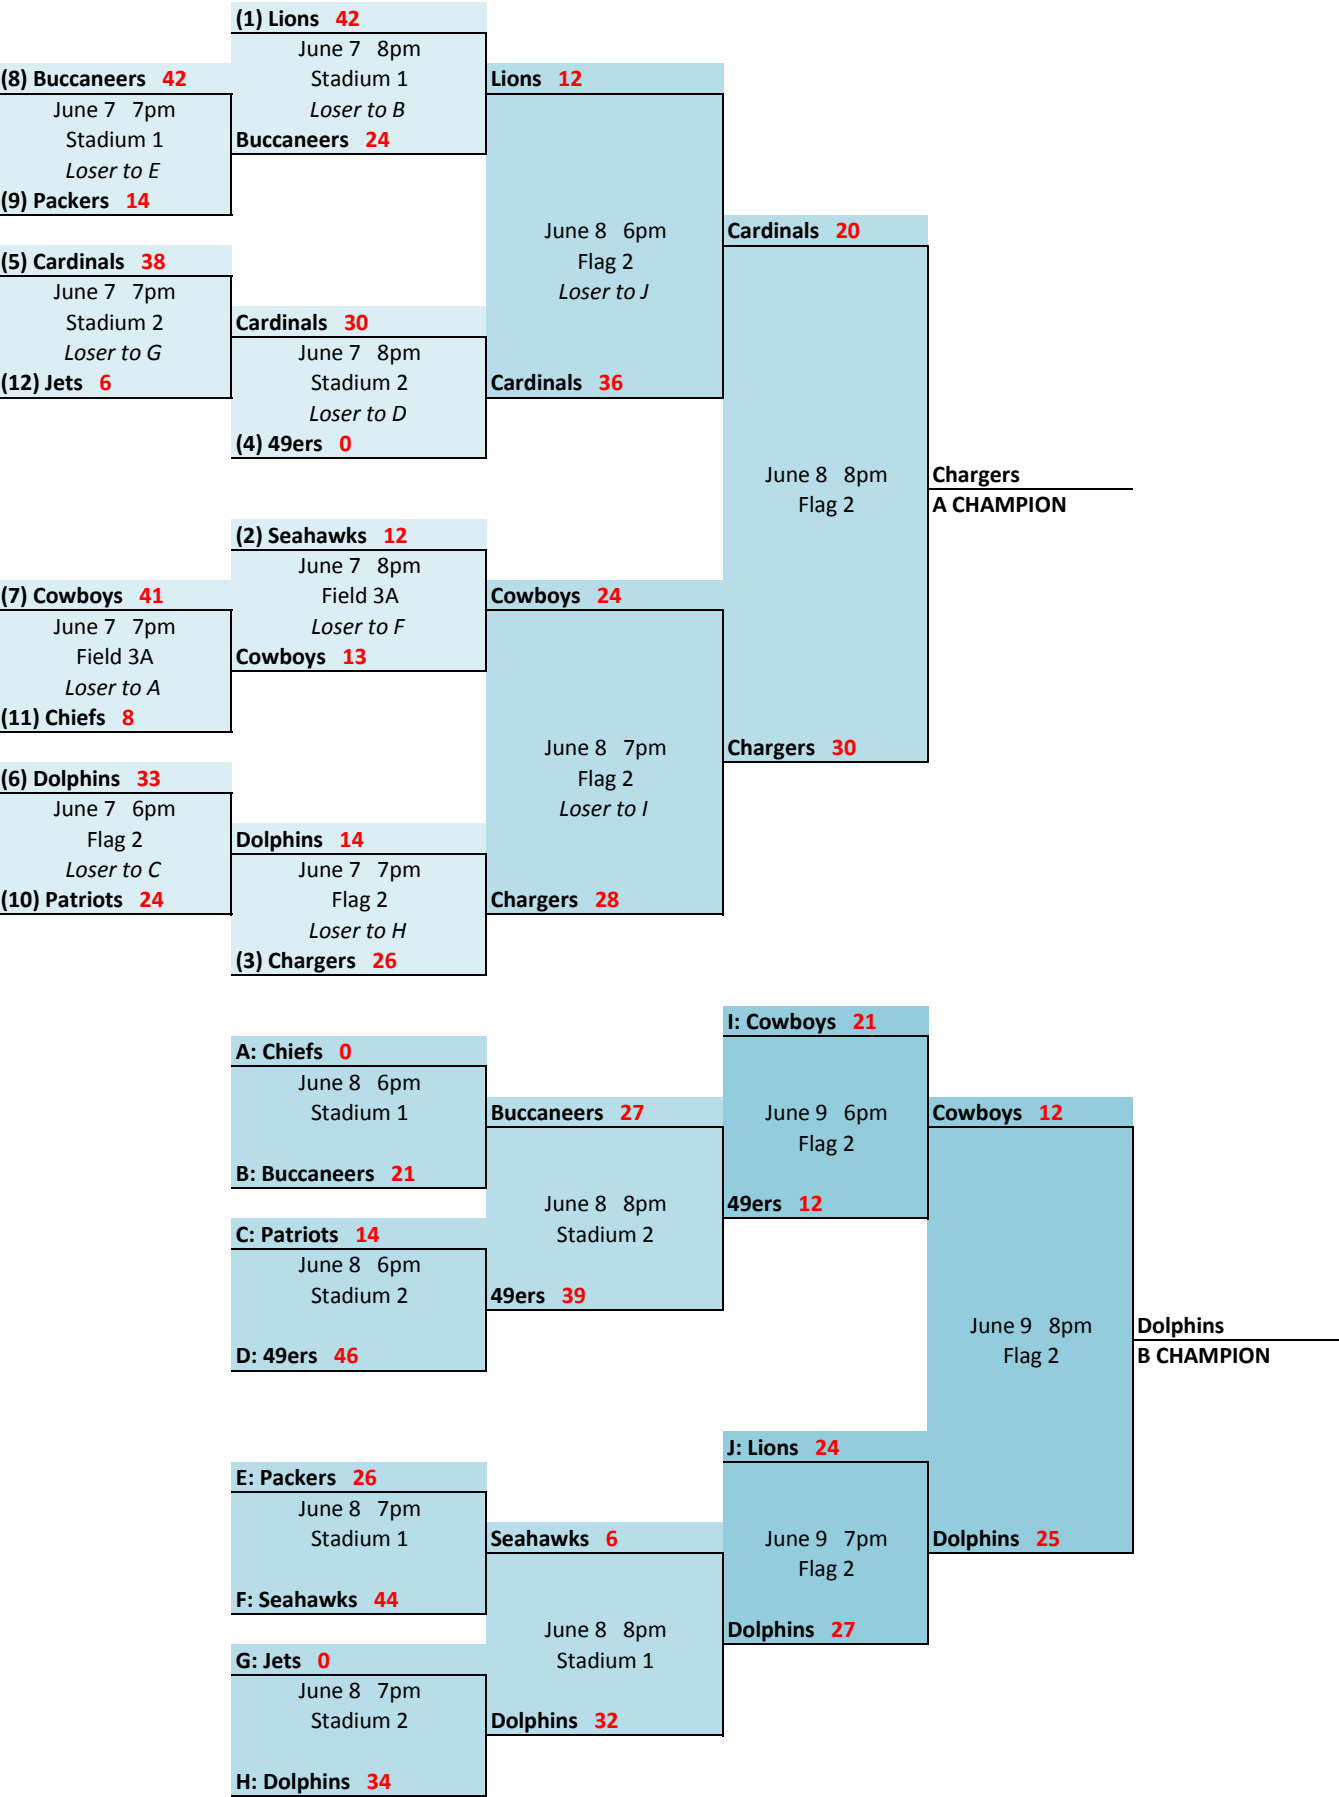 (1) Lions 42
June 7 8pm
Stadium 1
Loser to B
Buccaneers 24
(8) Buccaneers 42
June 7 7pm
Stadium 1
Loser to E
(9) Packers 14
(5) Cardinals 38
June 7 7pm
Stadium 2
Loser to G
(12) Jets 6
Cardinals 30
June 7 8pm
Stadium 2
Loser to D
(4) 49ers 0
Lions 12
June 8 6pm
Flag 2
Loser to J
Cardinals 36
(2) Seahawks 12
June 7 8pm
Field 3A
Loser to F
Cowboys 13
(7) Cowboys 41
June 7 7pm
Field 3A
Loser to A
(11) Chiefs 8
(6) Dolphins 33
June 7 6pm
Flag 2
Loser to C
(10) Patriots 24
Dolphins 14
June 7 7pm
Flag 2
Loser to H
(3) Chargers 26
Cowboys 24
June 8 7pm
Flag 2
Loser to I
Chargers 28
Cardinals 20
June 8 8pm
Flag 2
Chargers 30
Chargers
A CHAMPION
A: Chiefs 0
June 8 6pm
Stadium 1
B: Buccaneers 21
C: Patriots 14
June 8 6pm
Stadium 2
D: 49ers 46
Buccaneers 27
June 8 8pm
Stadium 2
49ers 39
I: Cowboys 21
June 9 6pm
Flag 2
49ers 12
E: Packers 26
June 8 7pm
Stadium 1
F: Seahawks 44
G: Jets 0
June 8 7pm
Stadium 2
H: Dolphins 34
Seahawks 6
June 8 8pm
Stadium 1
Dolphins 32
J: Lions 24
June 9 7pm
Flag 2
Dolphins 27
Cowboys 12
June 9 8pm
Flag 2
Dolphins 25
Dolphins
B CHAMPION